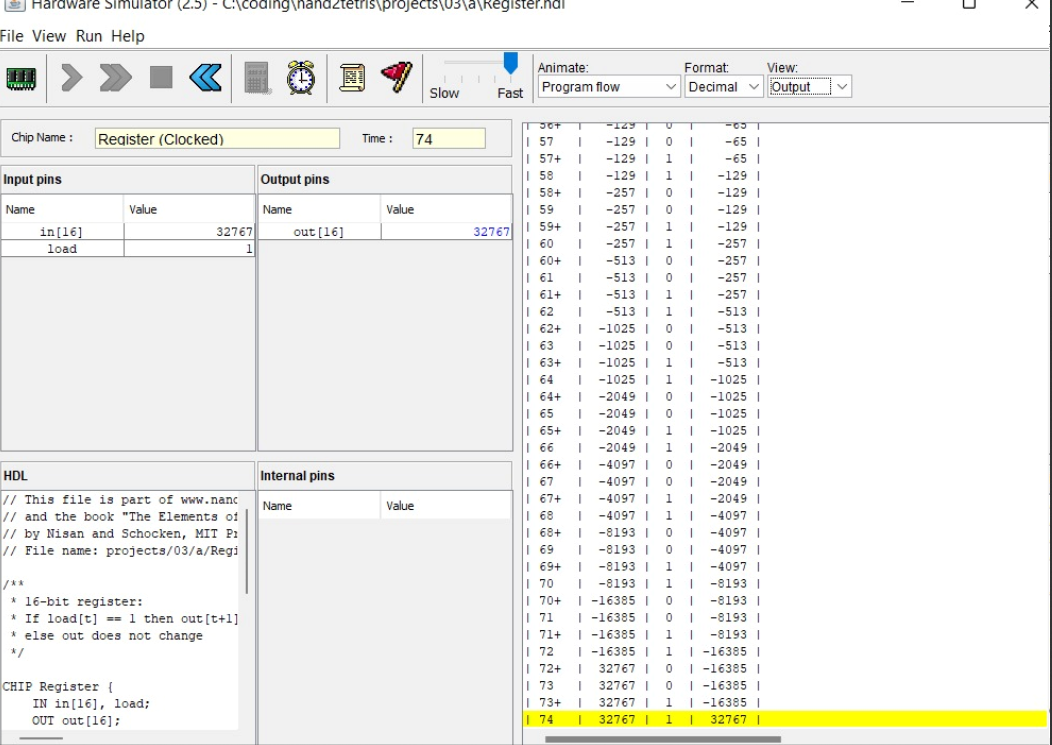 Hardware Simulator (2.5) - C:\coding\nand2tetris\projects\03\a\Register.hdl
File View Run Help
Slow Fast
Animate:
Program flow
Format:
Decimal
View:
Output
Chip Name :
Register (Clocked)
Time :
74
Input pins
Name Value
in[16] 32767
load 1
Output pins
Name Value
out[16] 32767
HDL
// This file is part of www.nand
// and the book "The Elements of
// by Nisan and Schocken, MIT Pr
// File name: projects/03/a/Regi
/**
* 16-bit register:
* If load[t] == 1 then out[t+1]
* else out does not change
*/
CHIP Register {
IN in[16], load;
OUT out[16];
Internal pins
Name Value
| 56+ | -129 | 0 | -65 |
| 57 | -129 | 0 | -65 |
| 57+ | -129 | 1 | -65 |
| 58 | -129 | 1 | -129 |
| 58+ | -257 | 0 | -129 |
| 59 | -257 | 0 | -129 |
| 59+ | -257 | 1 | -129 |
| 60 | -257 | 1 | -257 |
| 60+ | -513 | 0 | -257 |
| 61 | -513 | 0 | -257 |
| 61+ | -513 | 1 | -257 |
| 62 | -513 | 1 | -513 |
| 62+ | -1025 | 0 | -513 |
| 63 | -1025 | 0 | -513 |
| 63+ | -1025 | 1 | -513 |
| 64 | -1025 | 1 | -1025 |
| 64+ | -2049 | 0 | -1025 |
| 65 | -2049 | 0 | -1025 |
| 65+ | -2049 | 1 | -1025 |
| 66 | -2049 | 1 | -2049 |
| 66+ | -4097 | 0 | -2049 |
| 67 | -4097 | 0 | -2049 |
| 67+ | -4097 | 1 | -2049 |
| 68 | -4097 | 1 | -4097 |
| 68+ | -8193 | 0 | -4097 |
| 69 | -8193 | 0 | -4097 |
| 69+ | -8193 | 1 | -4097 |
| 70 | -8193 | 1 | -8193 |
| 70+ | -16385 | 0 | -8193 |
| 71 | -16385 | 0 | -8193 |
| 71+ | -16385 | 1 | -8193 |
| 72 | -16385 | 1 | -16385 |
| 72+ | 32767 | 0 | -16385 |
| 73 | 32767 | 0 | -16385 |
| 73+ | 32767 | 1 | -16385 |
| 74 | 32767 | 1 | 32767 |